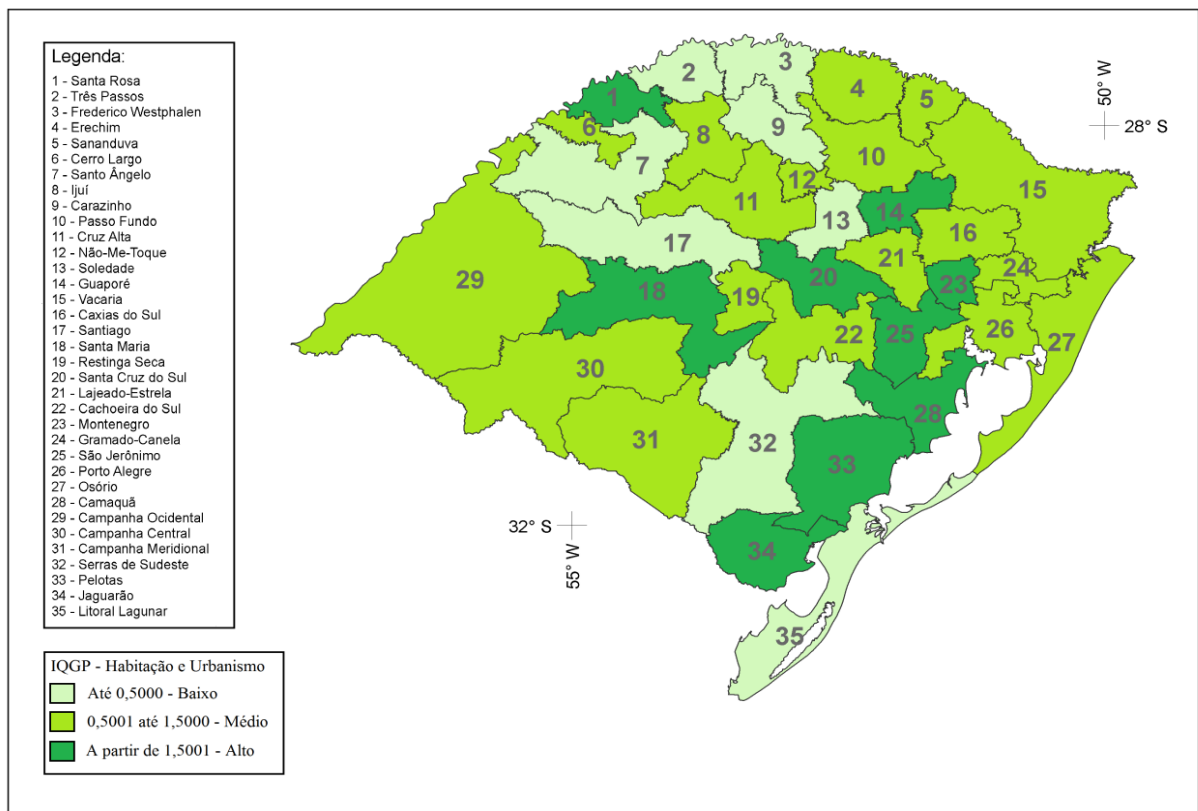 Legenda:
1 - Santa Rosa
2 - Três Passos
3 - Frederico Westphalen
4 - Erechim
5 - Sananduva
6 - Cerro Largo
7 - Santo Ângelo
8 - Ijuí
9 - Carazinho
10 - Passo Fundo
11 - Cruz Alta
12 - Não-Me-Toque
13 - Soledade
14 - Guaporé
15 - Vacaria
16 - Caxias do Sul
17 - Santiago
18 - Santa Maria
19 - Restinga Seca
20 - Santa Cruz do Sul
21 - Lajeado-Estrela
22 - Cachoeira do Sul
23 - Montenegro
24 - Gramado-Canela
25 - São Jerônimo
26 - Porto Alegre
27 - Osório
28 - Camaquã
29 - Campanha Ocidental
30 - Campanha Central
31 - Campanha Meridional
32 - Serras de Sudeste
33 - Pelotas
34 - Jaguarão
35 - Litoral Lagunar
IQGP - Habitação e Urbanismo
Até 0,5000 - Baixo
0,5001 até 1,5000 - Médio
A partir de 1,5001 - Alto
1
2
3
4
5
6
7
8
9
10
11
12
13
14
15
16
17
18
19
20
21
22
23
24
25
26
27
28
29
30
31
32
33
34
35
50° W
28° S
32° S
55° W